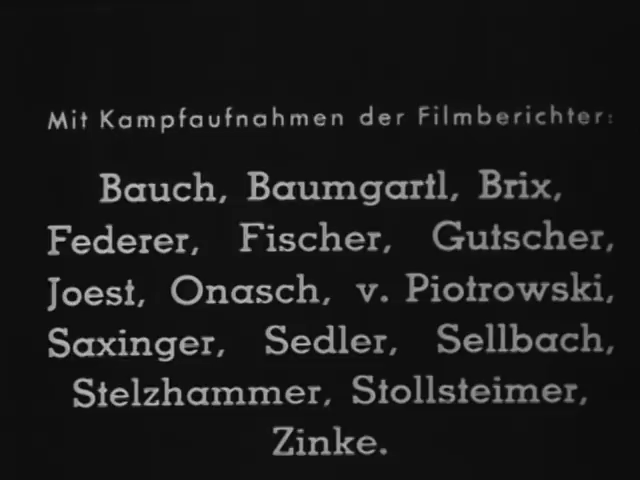 Mit Kampfaufnahmen der Filmberichter:
Bauch, Baumgartl, Brix,
Federer, Fischer, Gutscher,
Joest, Onasch, v. Piotrowski,
Saxinger, Sedler, Sellbach,
Stelzhammer, Stollsteimer,
Zinke.